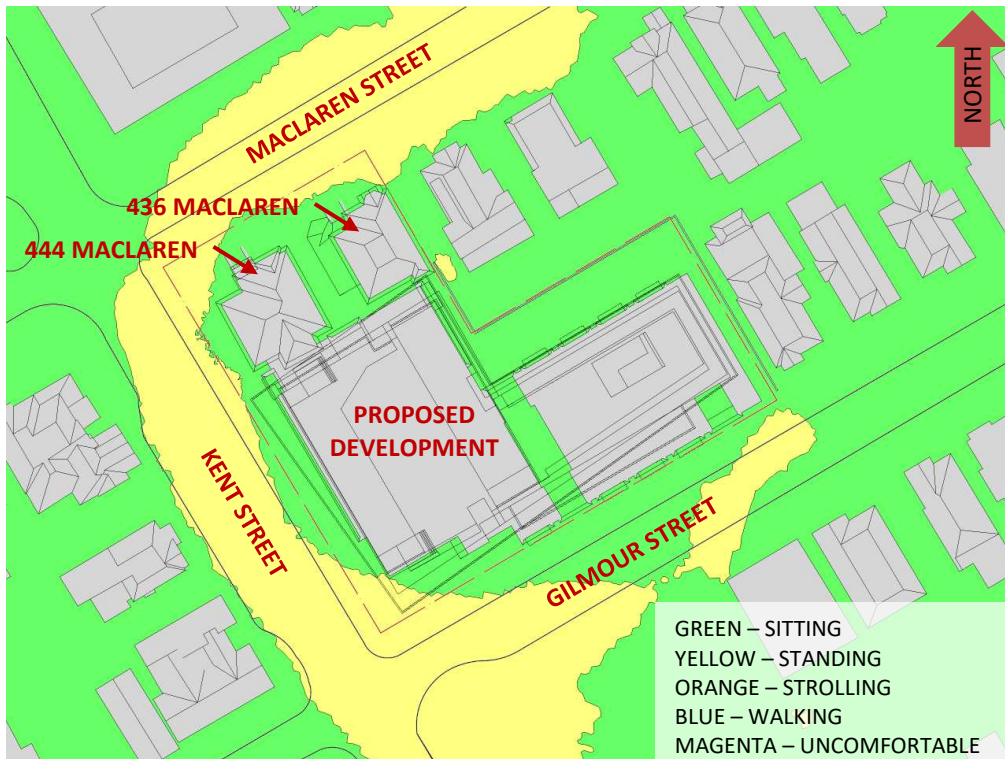 MACLAREN STREET
NORTH
436 MACLAREN
444 MACLAREN
PROPOSED
DEVELOPMENT
KENT STREET
GILMOUR STREET
GREEN – SITTING
YELLOW – STANDING
ORANGE – STROLLING
BLUE – WALKING
MAGENTA – UNCOMFORTABLE